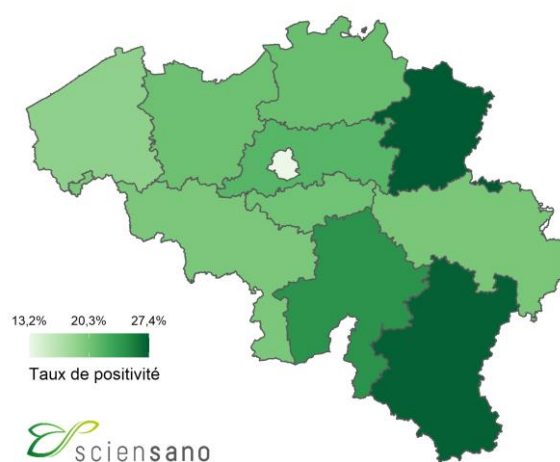 13,2% 20,3% 27,4%
Taux de positivité
sciensano